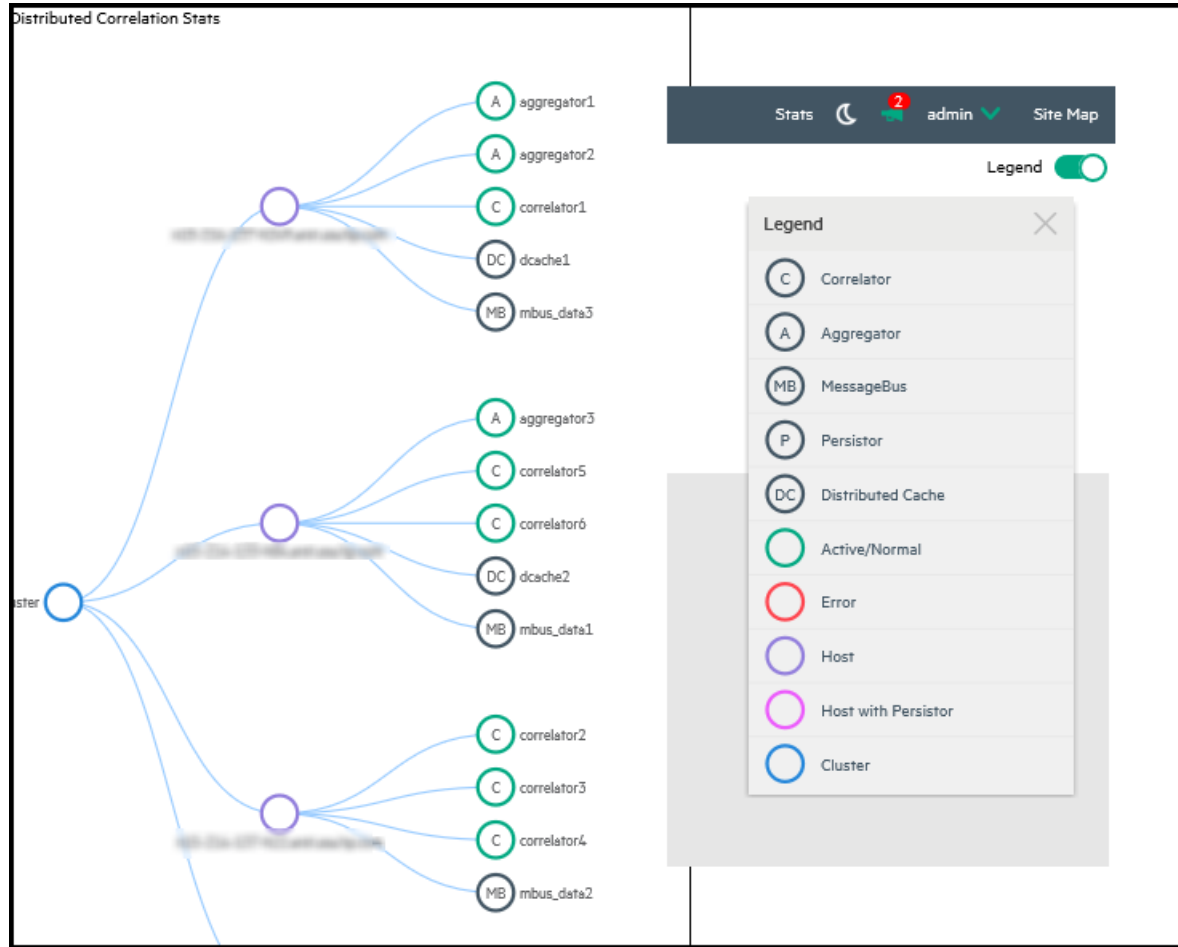 Distributed Correlation Stats
A aggregator1
A aggregator2
C correlator1
DC dcache1
MB mbus_data3
A aggregator3
C correlator5
C correlator6
DC dcache2
MB mbus_data1
uster
C correlator2
C correlator3
C correlator4
MB mbus_data2
Stats 2 admin Site Map
Legend
Legend
C Correlator
A Aggregator
MB MessageBus
P Persistor
DC Distributed Cache
Active/Normal
Error
Host
Host with Persistor
Cluster